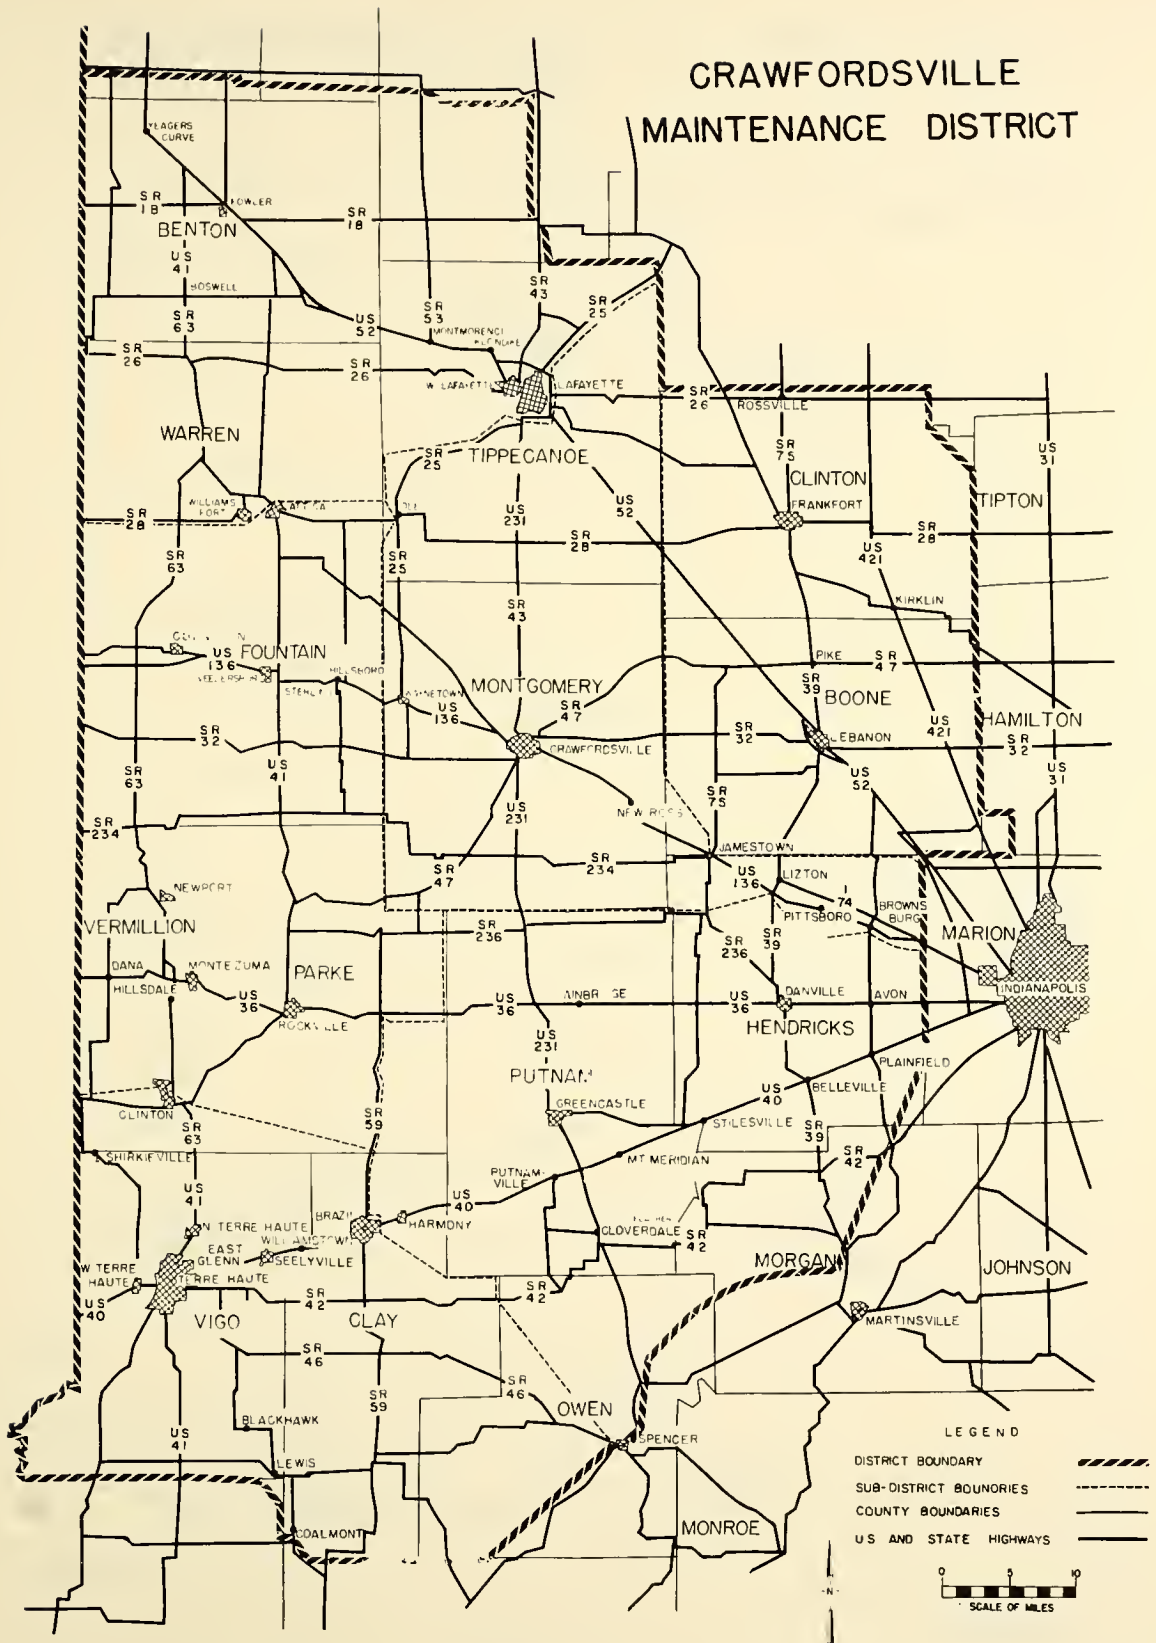 CRAWFORDSVILLE
MAINTENANCE DISTRICT
YEAGERS
CURVE
SR
18
FOWLER
SR
18
BENTON
US
41
BOSWELL
SR
63
US
52
SR
53
SR
43
SR
25
MONTMORENCI
SR
26
SR
26
W. LAFAYETTE
LAFAYETTE
SR
26
ROSSVILLE
WARREN
SR
25
TIPPECANOE
SR
75
US
31
CLINTON
FRANKFORT
TIPTON
WILLIAMS
PORT
SR
28
US
231
US
52
SR
28
SR
28
US
421
SR
63
SR
25
SR
43
KIRKLIN
US
136
FOUNTAIN
HILLSBORO
MONTGOMERY
US
136
SR
47
PIKE
SR
47
SR
39
BOONE
SR
32
CRAWFORDSVILLE
SR
32
LEBANON
US
421
HAMILTON
SR
32
US
31
SR
63
US
41
US
52
SR
75
SR
234
US
231
NEW ROSS
JAMESTOWN
SR
234
US
136
LIZTON
SR
47
I
74
PITTSBORO
BROWNS
BURG
NEWPORT
VERMILLION
SR
236
SR
236
SR
39
MARION
DANA
MONTEZUMA
PARKE
HILLSDALE
US
36
ROCKVILLE
US
36
US
36
DANVILLE
AVON
INDIANAPOLIS
HENDRICKS
US
231
PLAINFIELD
PUTNAM
US
40
BELLEVILLE
GREENCASTLE
CLINTON
SR
63
SR
59
STILESVILLE
SR
39
SR
42
SHIRKIEVILLE
MT MERIDIAN
PUTNAM-
VILLE
US
41
US
40
BRAZIL
HARMONY
N TERRE HAUTE
WILLIAMSTOWN
EAST
GLENN
SEELYVILLE
CLOVERDALE
SR
42
MORGAN
JOHNSON
W TERRE
HAUTE
TERRE HAUTE
US
40
SR
42
SR
42
VIGO
CLAY
MARTINSVILLE
SR
46
SR
46
SR
59
OWEN
BLACKHAWK
US
41
SPENCER
LEWIS
COALMONT
MONROE
LEGEND
DISTRICT BOUNDARY
SUB-DISTRICT BOUNORIES
COUNTY BOUNDARIES
US AND STATE HIGHWAYS
-N-
0 5 10
SCALE OF MILES